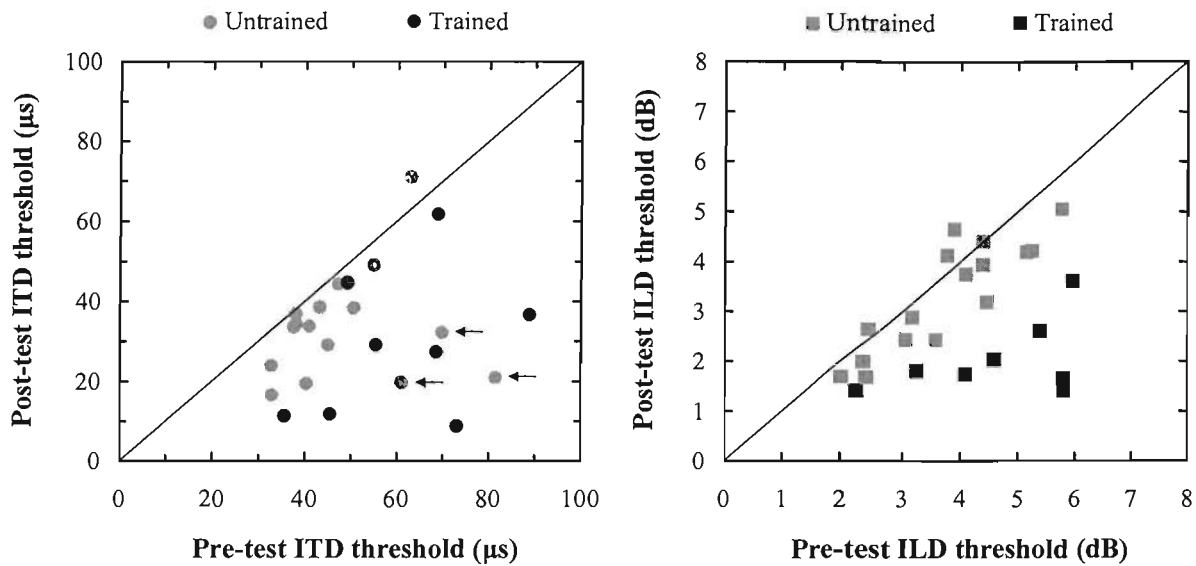 Untrained Trained
Untrained Trained
100
80
60
40
20
0
Post-test ITD threshold (μs)
0 20 40 60 80 100
Pre-test ITD threshold (μs)
8
7
6
5
4
3
2
1
0
Post-test ILD threshold (dB)
0 1 2 3 4 5 6 7 8
Pre-test ILD threshold (dB)